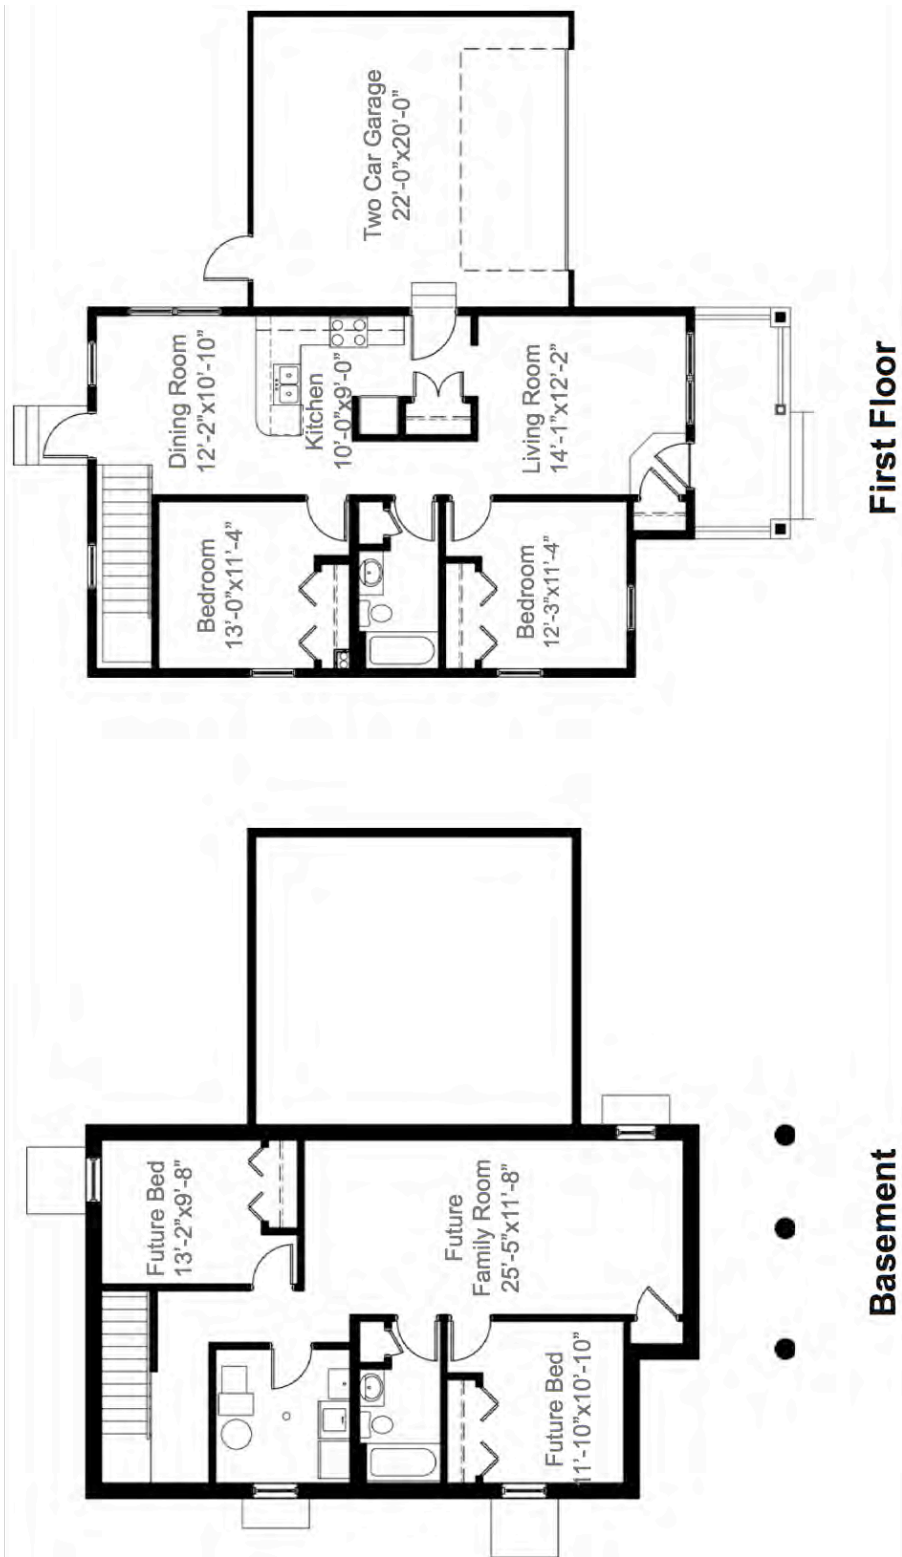 Two Car Garage
22'-0"x20'-0"
Dining Room
12'-2"x10'-10"
Kitchen
10'-0"x9'-0"
Living Room
14'-1"x12'-2"
Bedroom
13'-0"x11'-4"
Bedroom
12'-3"x11'-4"
First Floor
Future Bed
13'-2"x9'-8"
Future
Family Room
25'-5"x11'-8"
Future Bed
11'-10"x10'-10"
Basement